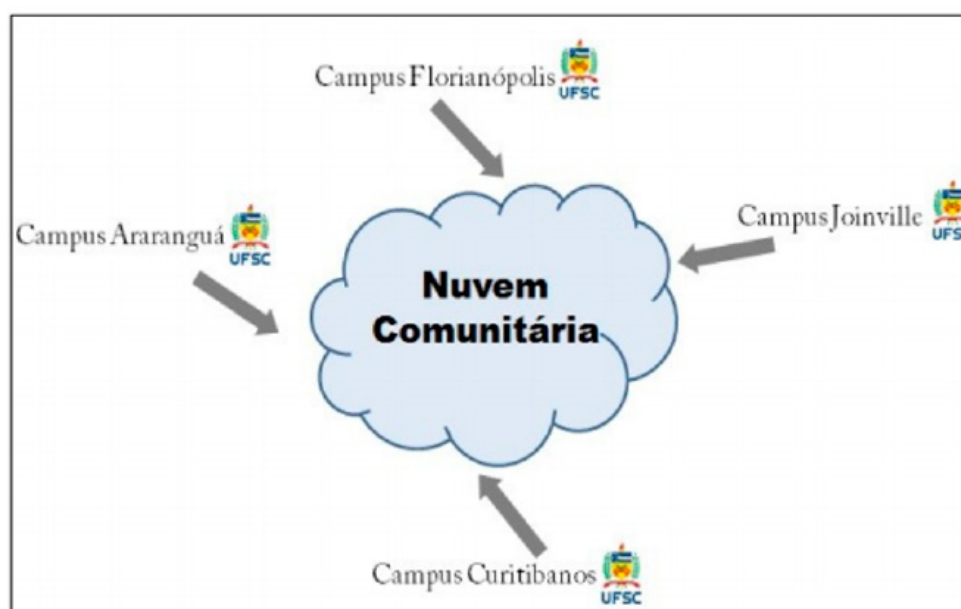 Campus Florianópolis
UFSC
Campus Joinville
UFS
Campus Araranguá
UFSC
Nuvem
Comunitária
Campus Curitibanos
UFSC